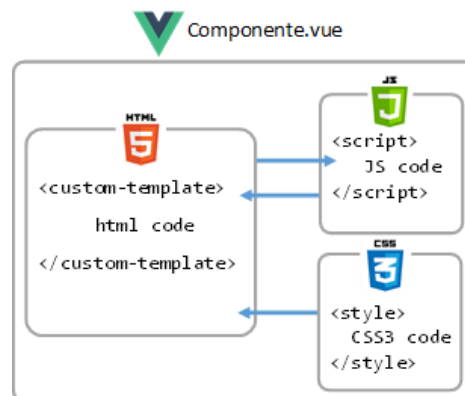 Componente.vue
HTML
5
<custom-template>
html code
</custom-template>
JS
J
<script>
JS code
</script>
CSS
3
<style>
CSS3 code
</style>